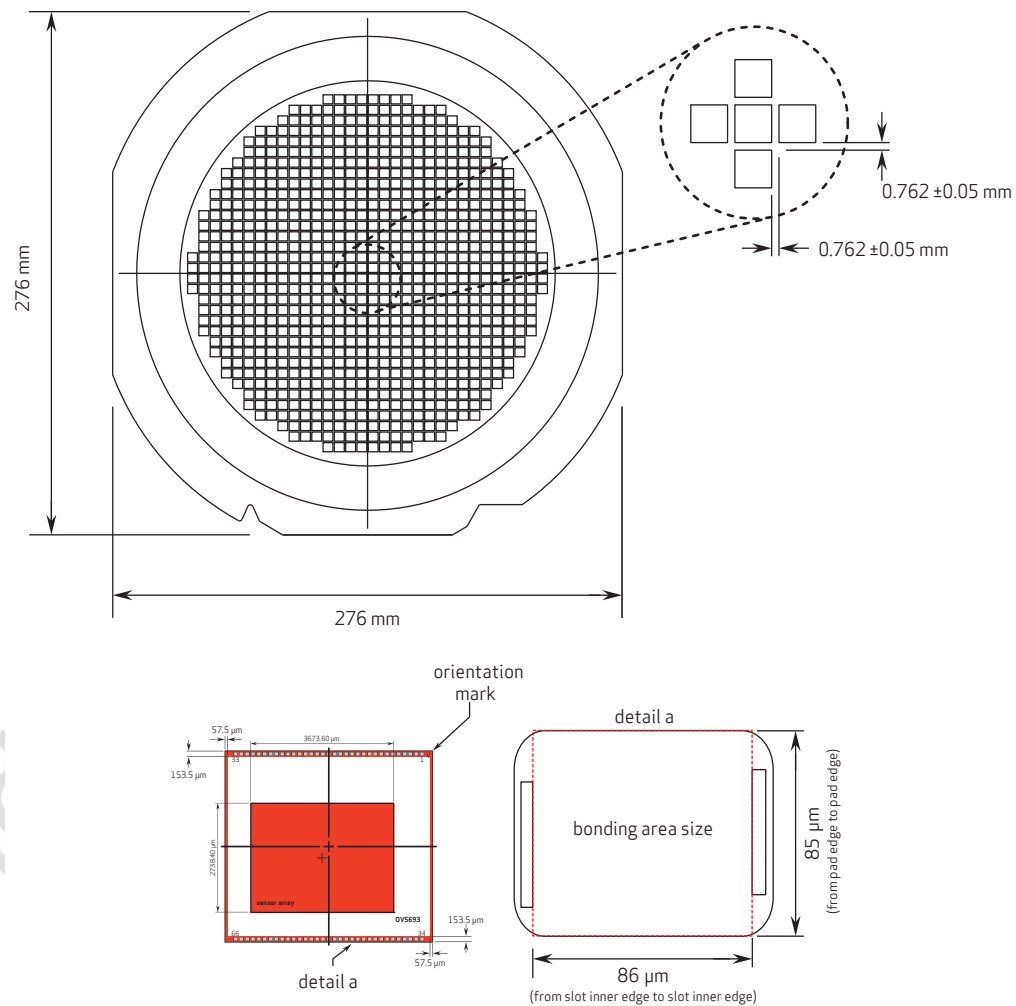 276 mm
0.762 ±0.05 mm
0.762 ±0.05 mm
276 mm
orientation
mark
detail a
57.5 µm
3673.60 µm
33
1
153.5 µm
2738.40 µm
sensor array
OV5693
66
34
153.5 µm
57.5 µm
detail a
bonding area size
85 µm
(from pad edge to pad edge)
86 µm
(from slot inner edge to slot inner edge)